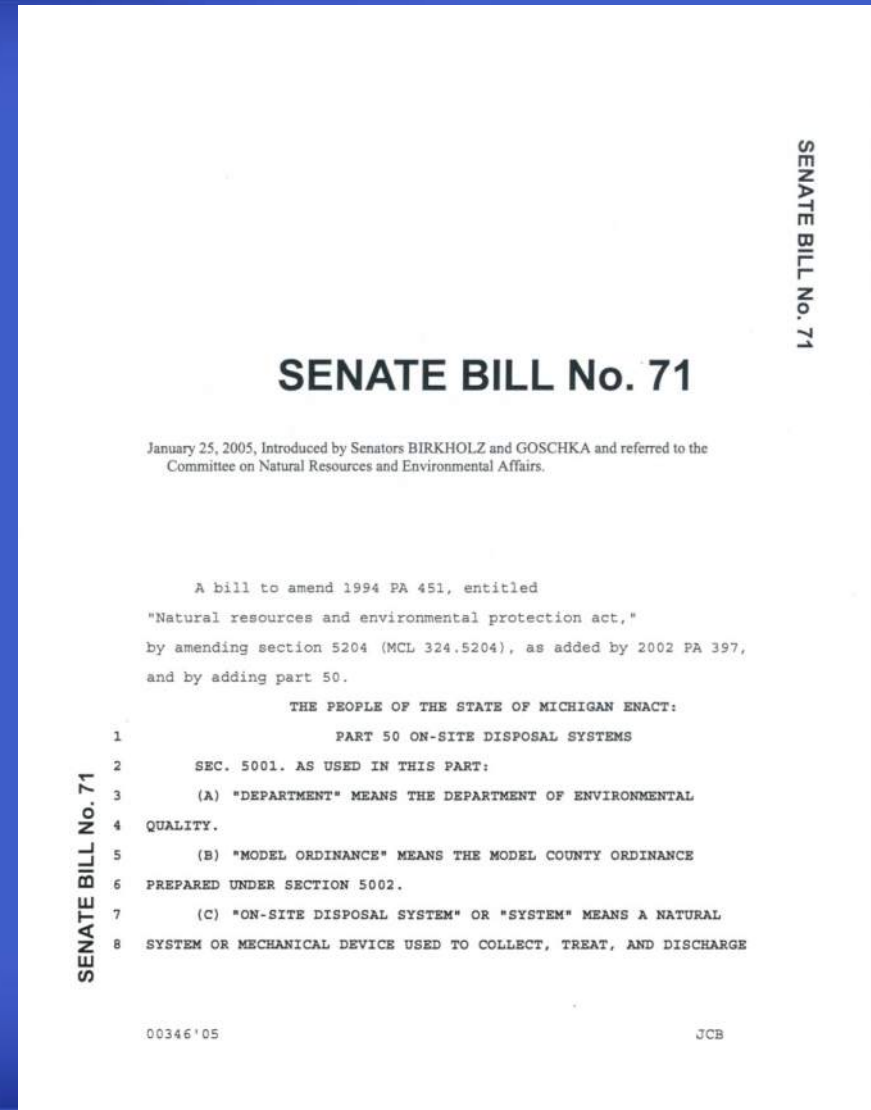 SENATE BILL No. 71
SENATE BILL No. 71
January 25, 2005, Introduced by Senators BIRKHOLZ and GOSCHKA and referred to the
Committee on Natural Resources and Environmental Affairs.
A bill to amend 1994 PA 451, entitled
"Natural resources and environmental protection act,"
by amending section 5204 (MCL 324.5204), as added by 2002 PA 397,
and by adding part 50.
THE PEOPLE OF THE STATE OF MICHIGAN ENACT:
1 PART 50 ON-SITE DISPOSAL SYSTEMS
2 SEC. 5001. AS USED IN THIS PART:
3 (A) "DEPARTMENT" MEANS THE DEPARTMENT OF ENVIRONMENTAL
4 QUALITY.
5 (B) "MODEL ORDINANCE" MEANS THE MODEL COUNTY ORDINANCE
6 PREPARED UNDER SECTION 5002.
7 (C) "ON-SITE DISPOSAL SYSTEM" OR "SYSTEM" MEANS A NATURAL
8 SYSTEM OR MECHANICAL DEVICE USED TO COLLECT, TREAT, AND DISCHARGE
SENATE BILL No. 71
00346'05 JCB